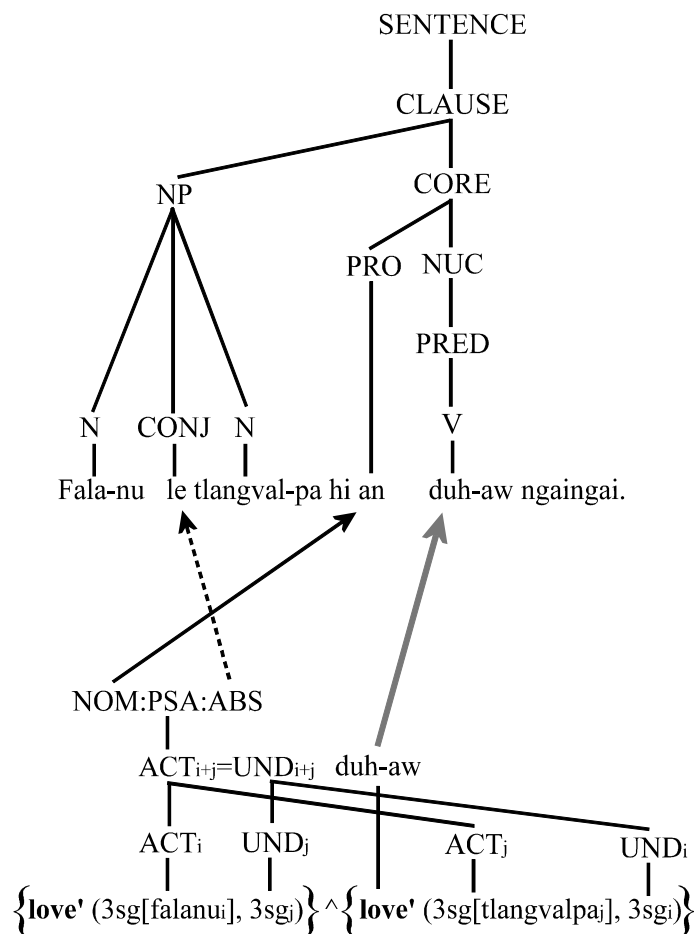 SENTENCE
CLAUSE
NP CORE
PRO NUC
PRED
N CONJ N V
Fala-nu le tlangval-pa hi an duh-aw ngaingai.
NOM:PSA:ABS
ACTi+j=UNDi+j duh-aw
ACTi UNDj ACTj UNDi
{love' (3sg[falanui], 3sgj)} ^ {love' (3sg[tlangvalpaj], 3sgi)}